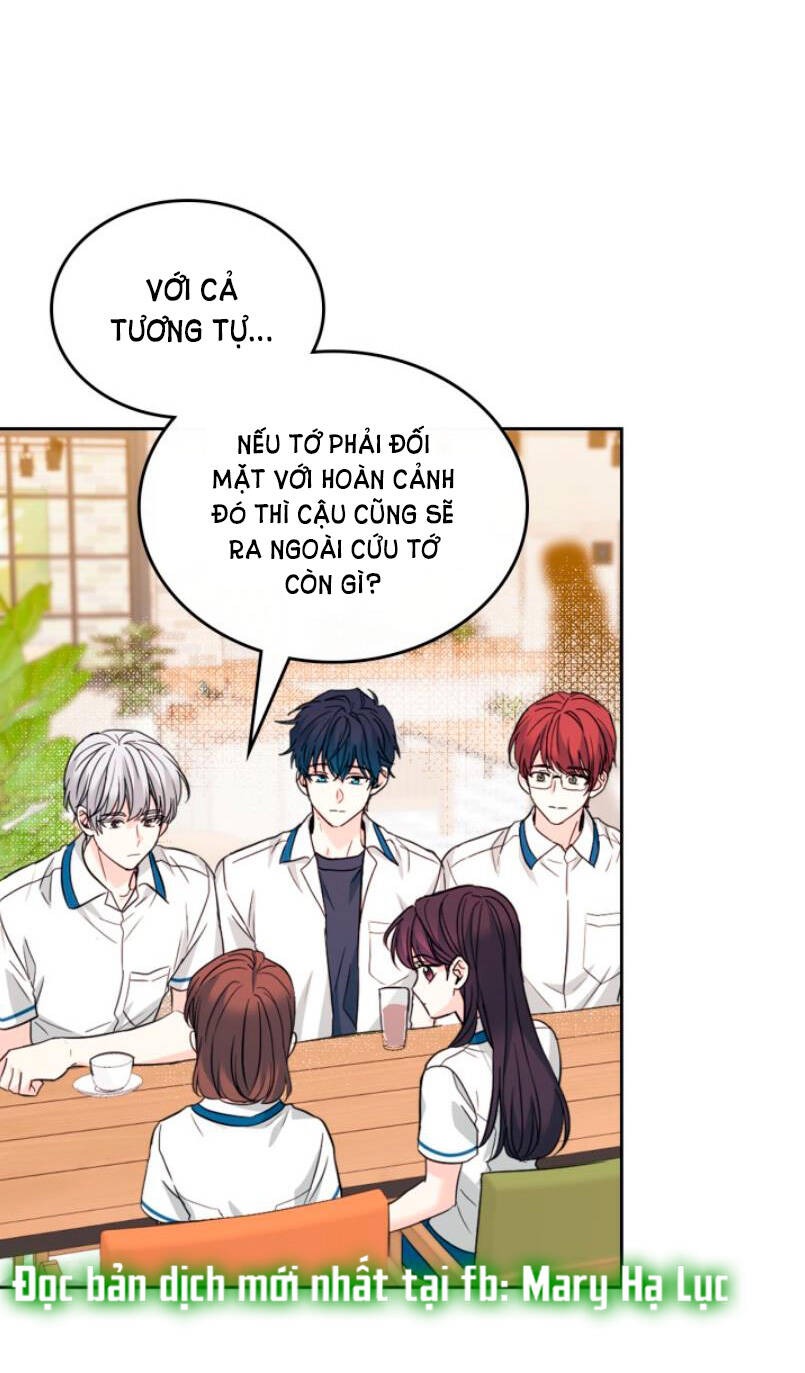 VỚI CẢ
TƯƠNG TỰ...
NẾU TỚ PHẢI ĐỐI
MẶT VỚI HOÀN CẢNH
ĐÓ THÌ CẬU CŨNG SẼ
RA NGOÀI CỨU TỚ
CÒN GÌ?
Đọc bản dịch mới nhất tại fb: Mary Hạ Lục